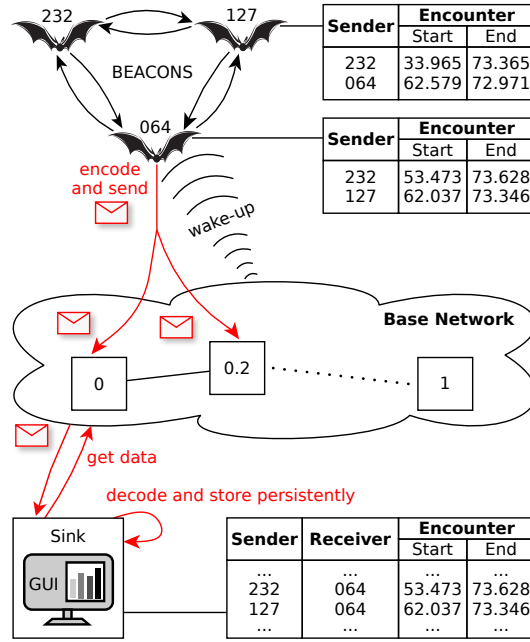 232
127
Sender Encounter
Start End
232 33.965 73.365
064 62.579 72.971
BEACONS
064
Sender Encounter
Start End
232 53.473 73.628
127 62.037 73.346
encode
and send
wake-up
Base Network
0
0.2
1
get data
decode and store persistently
Sink
GUI
Sender Receiver Encounter
Start End
... ... ... ...
232 064 53.473 73.628
127 064 62.037 73.346
... ... ... ...